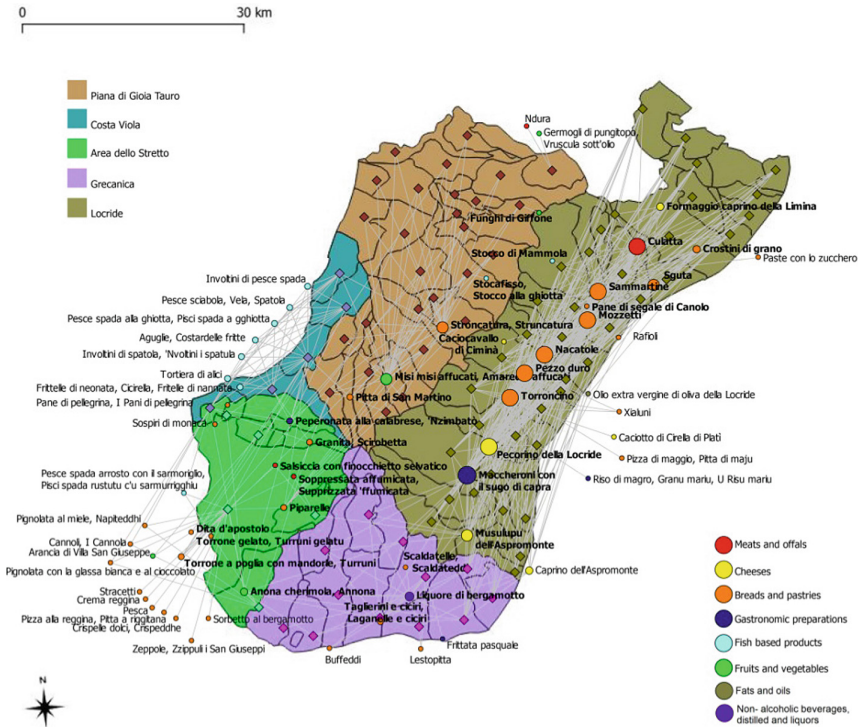 0 30 km
Piana di Gioia Tauro
Costa Viola
Area dello Stretto
Grecanica
Locride
Ndura
Germogli di pungitopo,
Vruscula sott'olio
Formaggio caprino della Limina
Funghi di Giffone
Culatta
Crostini di grano
Paste con lo zucchero
Stocco di Mammola
Sguta
Involtini di pesce spada
Stocafisso,
Stocco alla ghiotta
Sammartine
Pesce sciabola, Vela, Spatola
Pane di segale di Canolo
Mozzetti
Pesce spada alla ghiotta, Pisci spada a gghiotta
Stroncatura, Struncatura
Rafioli
Aguglie, Costardelle fritte
Caciocavallo
di Ciminà
Nacatole
Involtini di spatola, 'Nvoltini i spatula
Pezzo duro
Tortiera di alici
Misi misi affucati, Amareddi affucati
Frittelle di neonata, Cicirella, Fritelle di nannata
Pitta di San Martino
Torroncino
Olio extra vergine di oliva della Locride
Pane di pellegrina, I Pani di pellegrina
Xialuni
Sospiri di monaca
Peperonata alla calabrese, 'Nzimbatò
Caciotto di Cirella di Platì
Granita, Scirobetta
Pecorino della Locride
Pizza di maggio, Pitta di maju
Salsiccia con finocchietto selvatico
Pesce spada arrosto con il sarmoriglio,
Pisci spada rustutu c'u sarmurrigghiu
Soppressata affumicata,
Supprizzata 'ffumicata
Maccheroni con
il sugo di capra
Riso di magro, Granu mariu, U Risu mariu
Piparelle
Pignolata al miele, Napiteddhi
Dita d'apostolo
Torrone gelato, Turruni gelatu
Musulupu
dell'Aspromonte
Cannoli, I Cannola
Arancia di Villa San Giuseppe
Torrone a poglia con mandorle, Turruni
Scaldatelle,
Scaldateddi
Pignolata con la glassa bianca e al cioccolato
Caprino dell'Aspromonte
Stracetti
Anona cherimola, Annona
Liquore di bergamotto
Crema reggina
Pesca
Taglierini e ciciri,
Laganelle e ciciri
Pizza alla reggina, Pitta a riggitana
Sorbetto al bergamotto
Crispelle dolci, Crispeddhe
Zeppole, Zzippuli i San Giuseppi
Frittata pasquale
Buffeddi
Lestopitta
Meats and offals
Cheeses
Breads and pastries
Gastronomic preparations
Fish based products
Fruits and vegetables
Fats and oils
Non- alcoholic beverages,
distilled and liquors
N